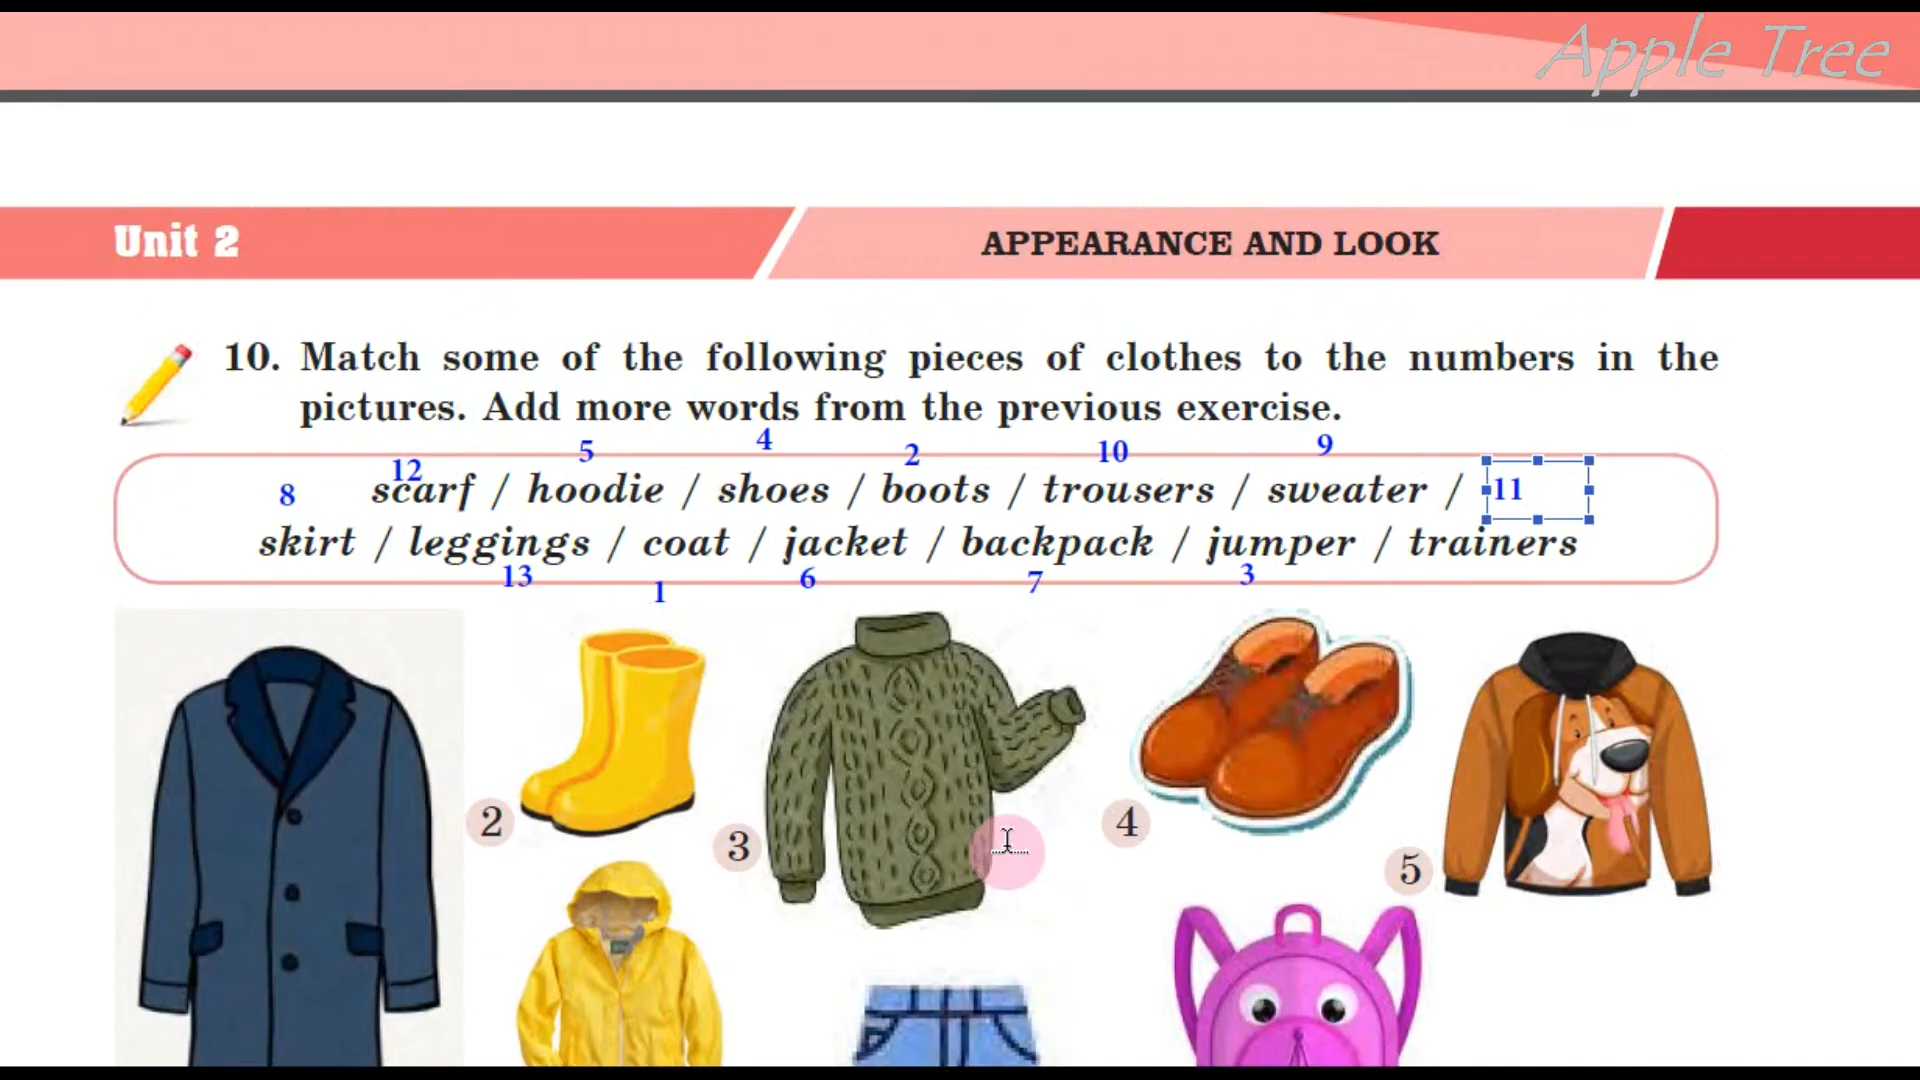 Apple Tree
Unit 2
APPEARANCE AND LOOK
10. Match some of the following pieces of clothes to the numbers in the
pictures. Add more words from the previous exercise.
12 5 4 2 10 9
8 scarf / hoodie / shoes / boots / trousers / sweater / 11
skirt / leggings / coat / jacket / backpack / jumper / trainers
13 1 6 7 3
2
3
4
5